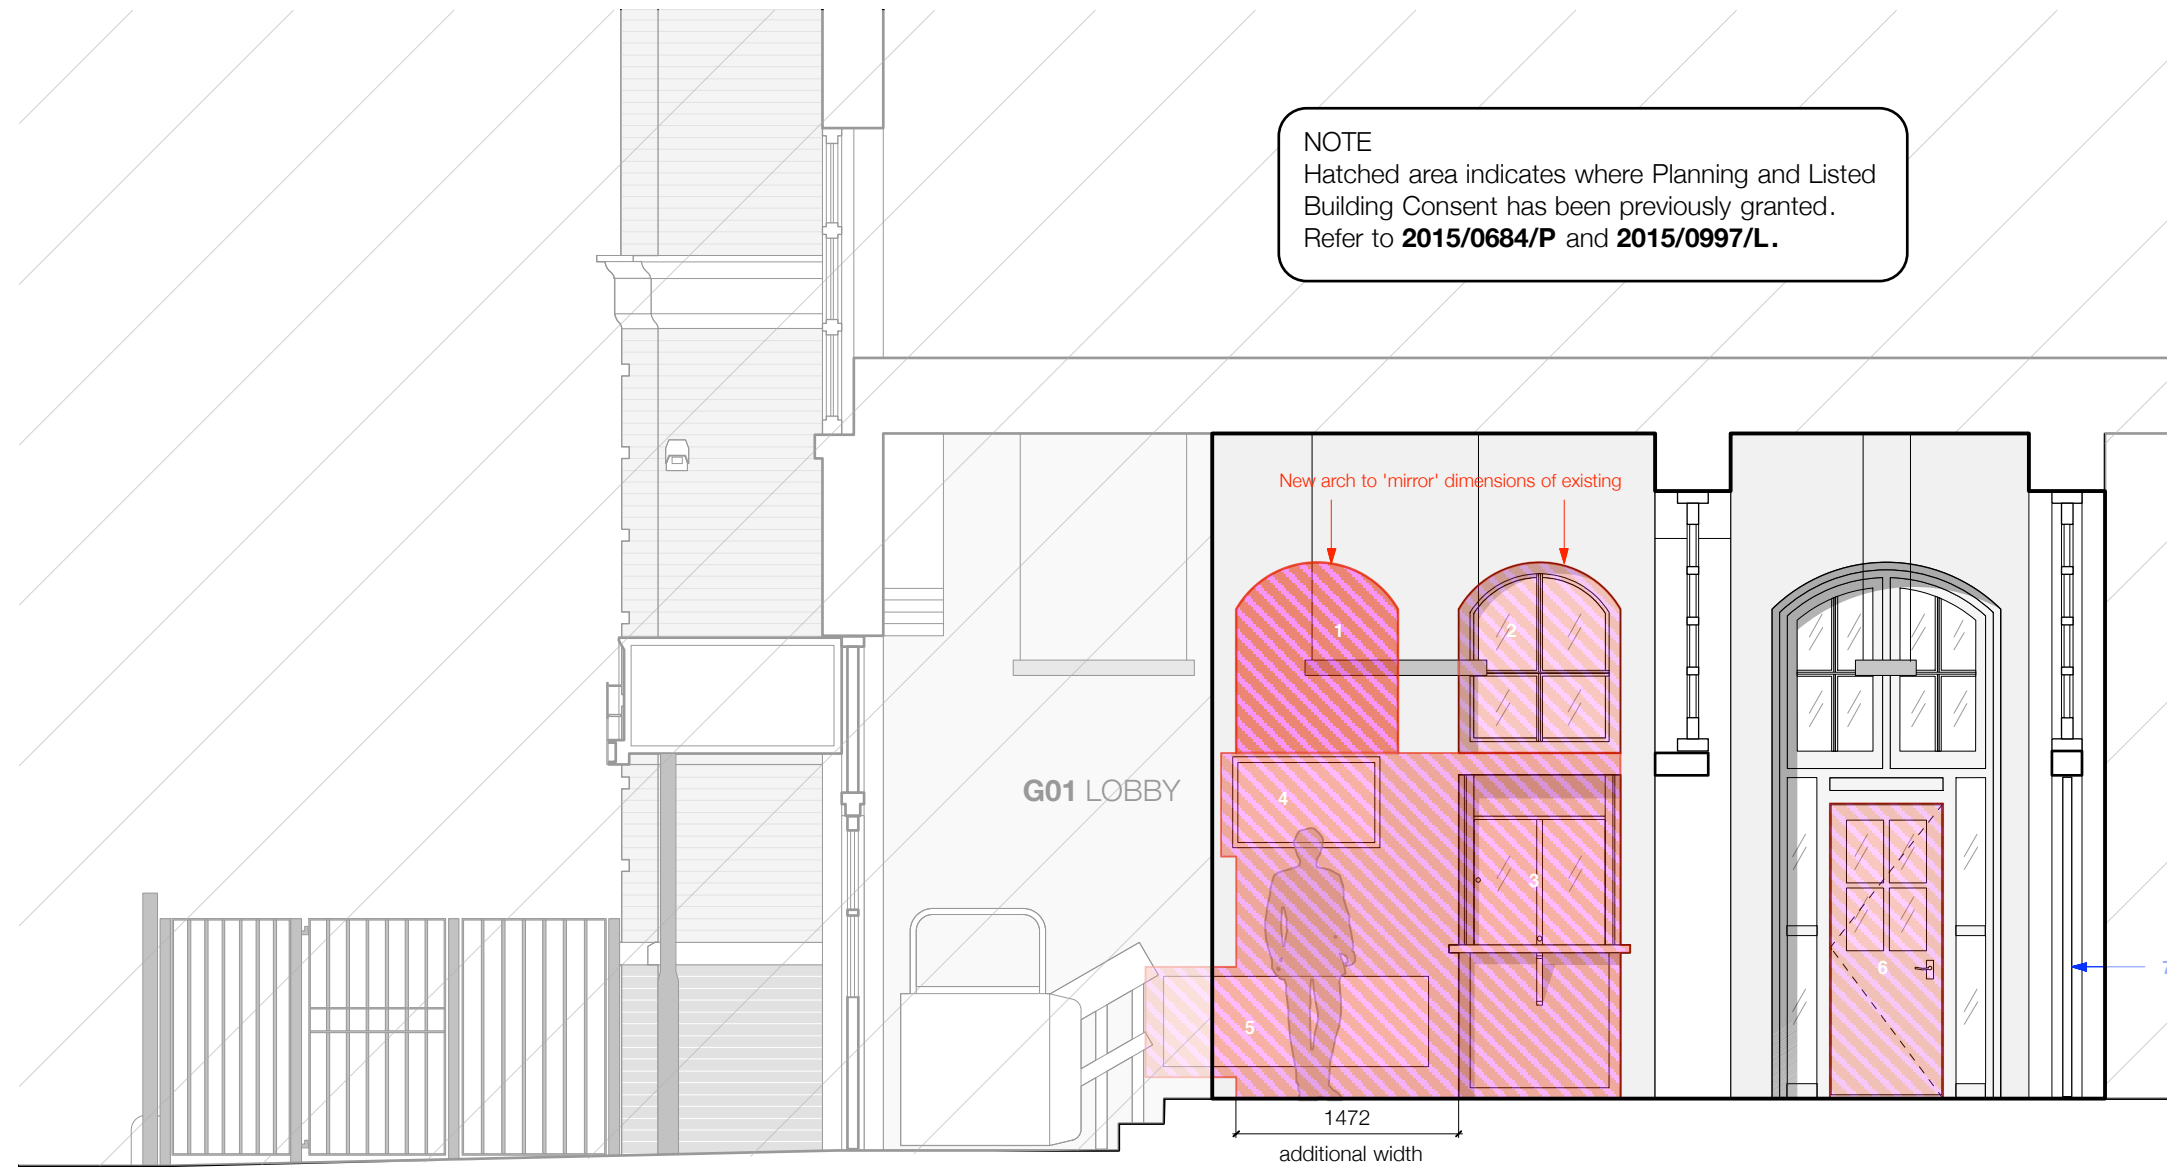 NOTE
Hatched area indicates where Planning and Listed
Building Consent has been previously granted.
Refer to 2015/0684/P and 2015/0997/L.
New arch to 'mirror' dimensions of existing
1
2
G01 LOBBY
4
3
6
7
5
1472
additional width